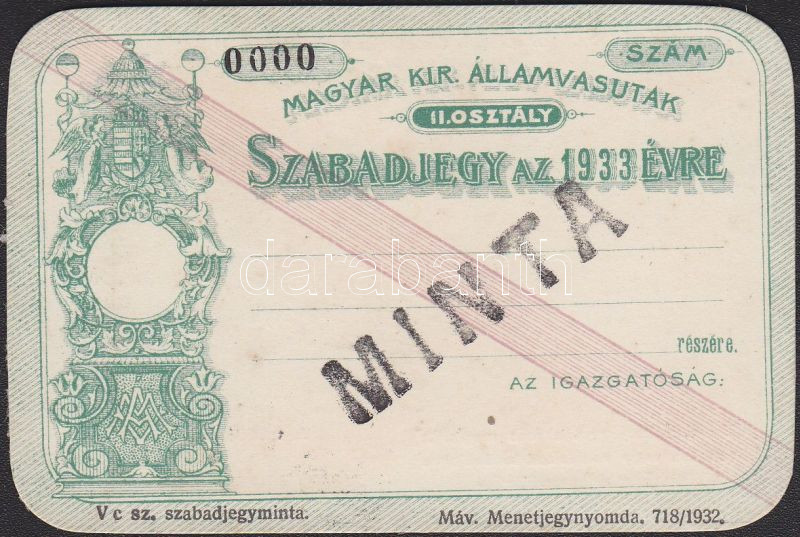 0000 SZÁM
MAGYAR KIR. ÁLLAMVASUTAK
II. OSZTÁLY
SZABADJEGY AZ 1933 ÉVRE
MINTA
darabanth
részére.
AZ IGAZGATÓSÁG:
V c sz. szabadjegyminta.
Máv. Menetjegynyomda. 718/1932.